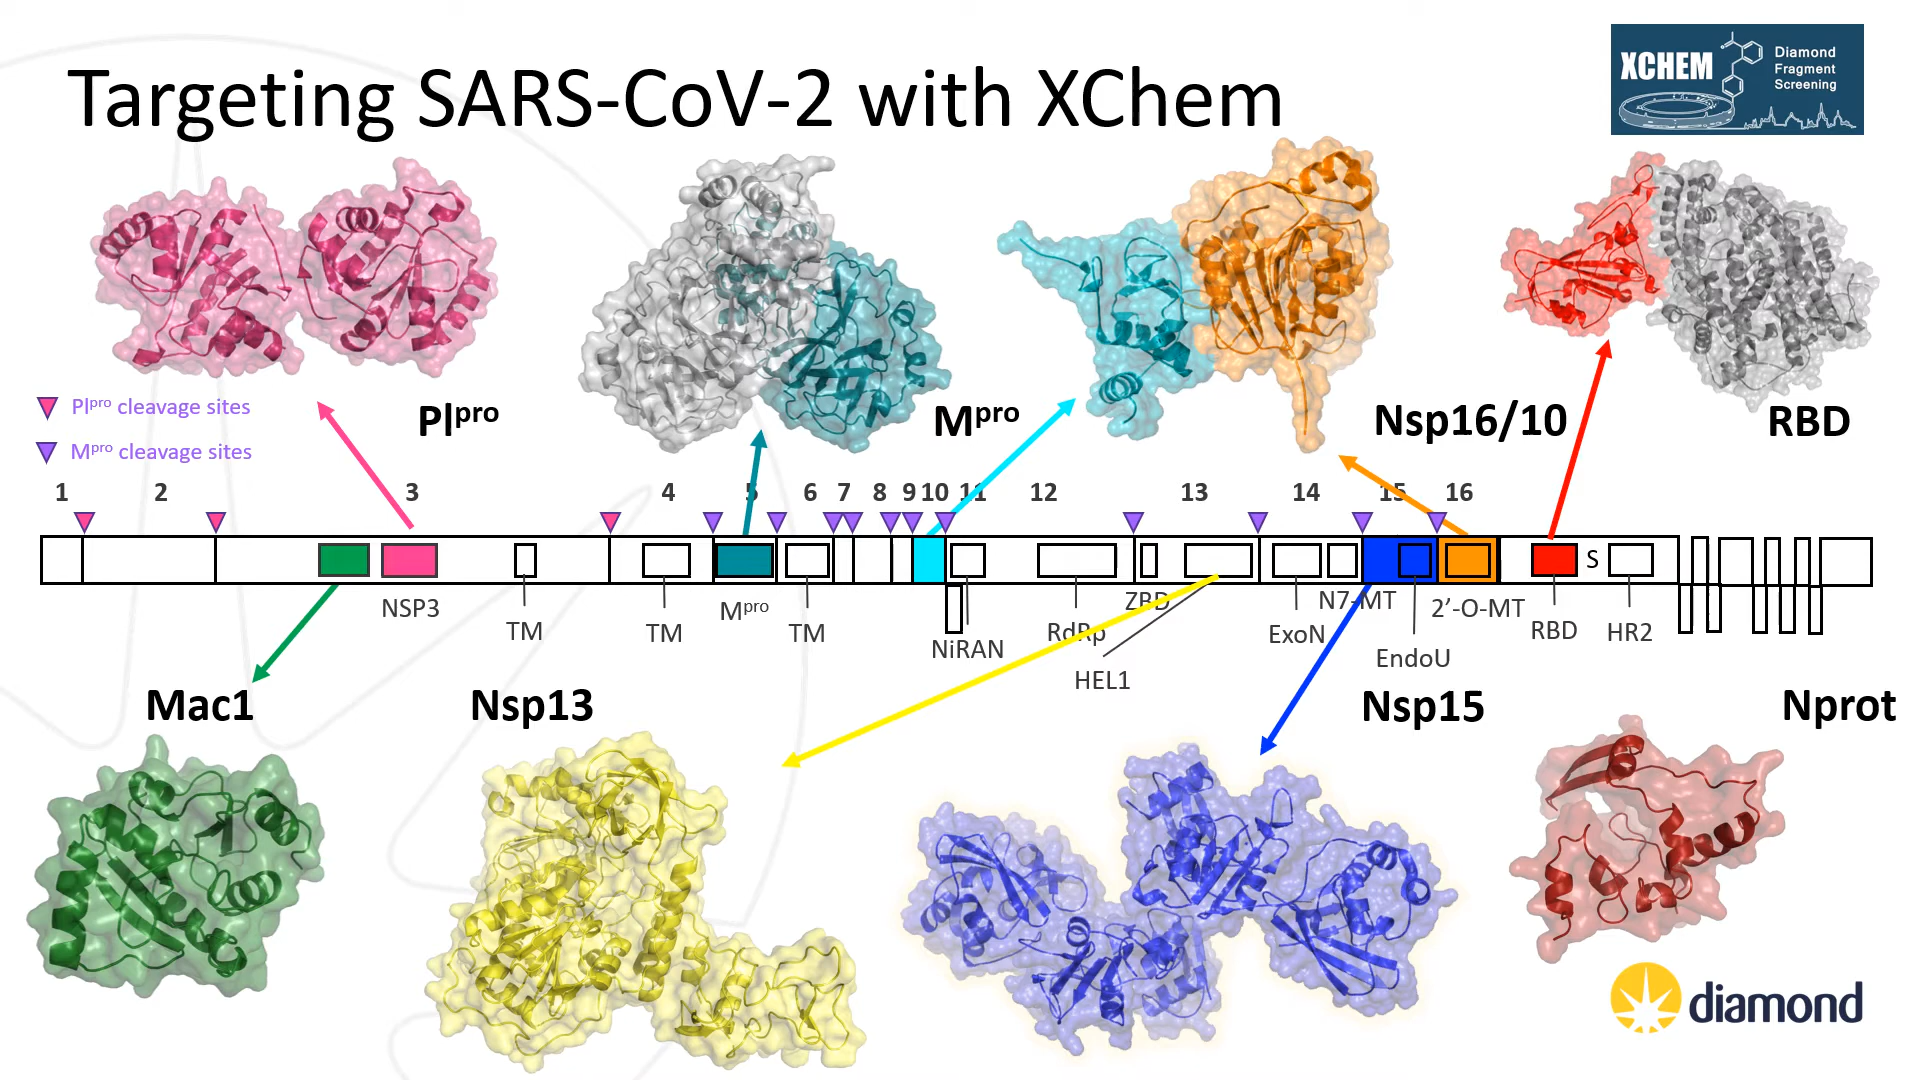 Targeting SARS-CoV-2 with XChem
XCHEM
Diamond
Fragment
Screening
Plpro cleavage sites
Mpro cleavage sites
Plpro
Mpro
Nsp16/10
RBD
1 2 3 4 5 6 7 8 9 10 11 12 13 14 15 16
S
NSP3
TM
TM
Mpro
TM
NiRAN
RdRp
ZBD
HEL1
ExoN
N7-MT
EndoU
2’-O-MT
RBD
HR2
Mac1
Nsp13
Nsp15
Nprot
diamond